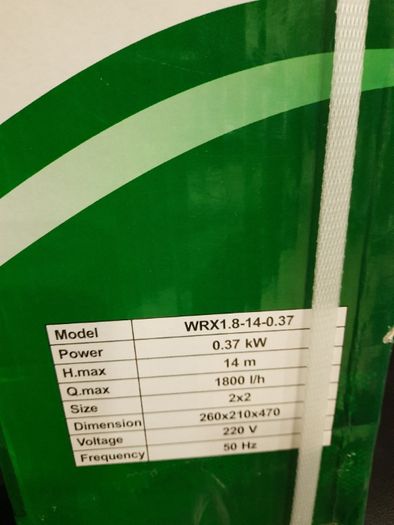 Model WRX1.8-14-0.37
Power 0.37 kW
H.max 14 m
Q.max 1800 l/h
Size 2x2
Dimension 260x210x470
Voltage 220 V
Frequency 50 Hz